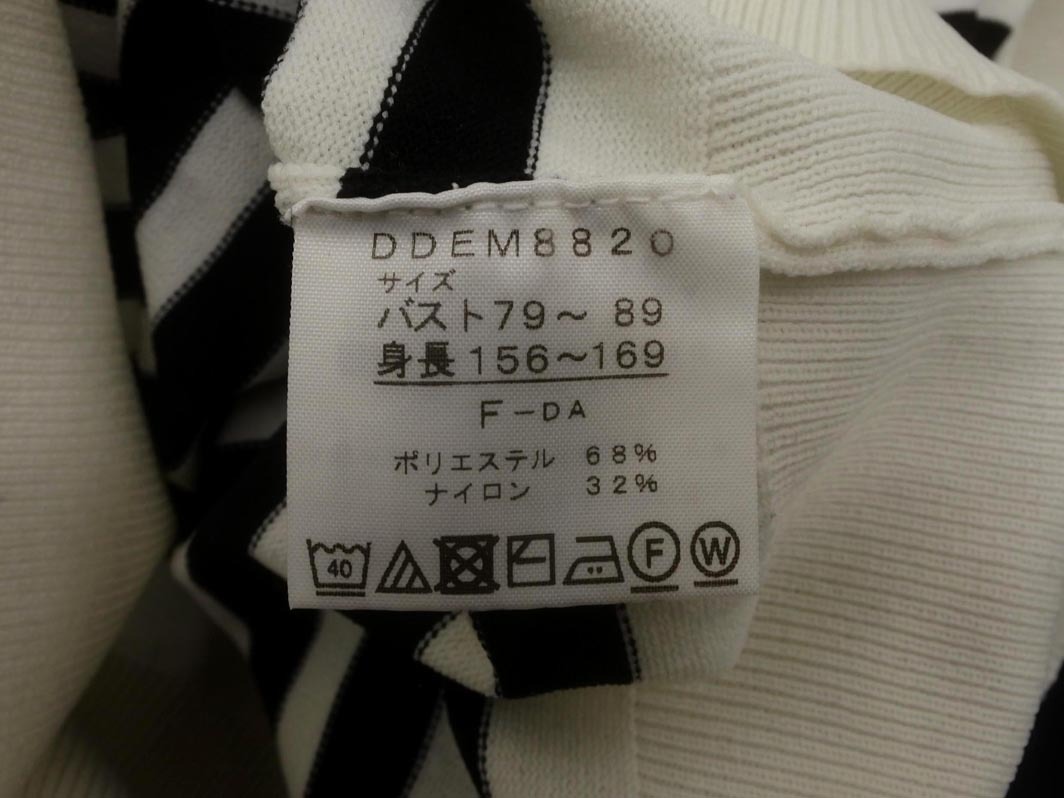 DDEM8820
サイズ
バスト79～ 89
身長156～169
F－DA
ポリエステル 68%
ナイロン 32%
40 F W